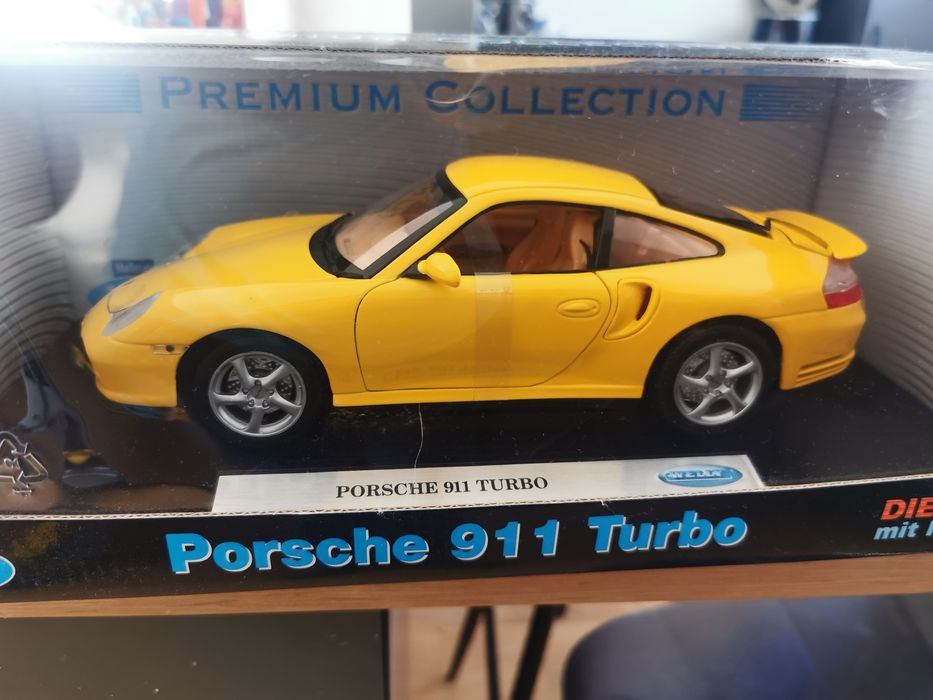 PREMIUM COLLECTION
PORSCHE 911 TURBO
WELLY
Porsche 911 Turbo
DIE
mit